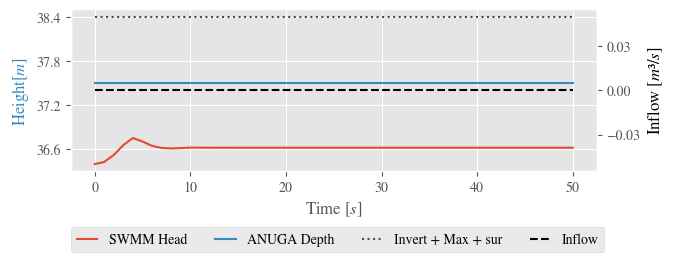 38.4
37.8
37.2
36.6
Height[m]
0.03
0.00
−0.03
Inflow [m³/s]
0 10 20 30 40 50
Time [s]
SWMM Head ANUGA Depth Invert + Max + sur Inflow